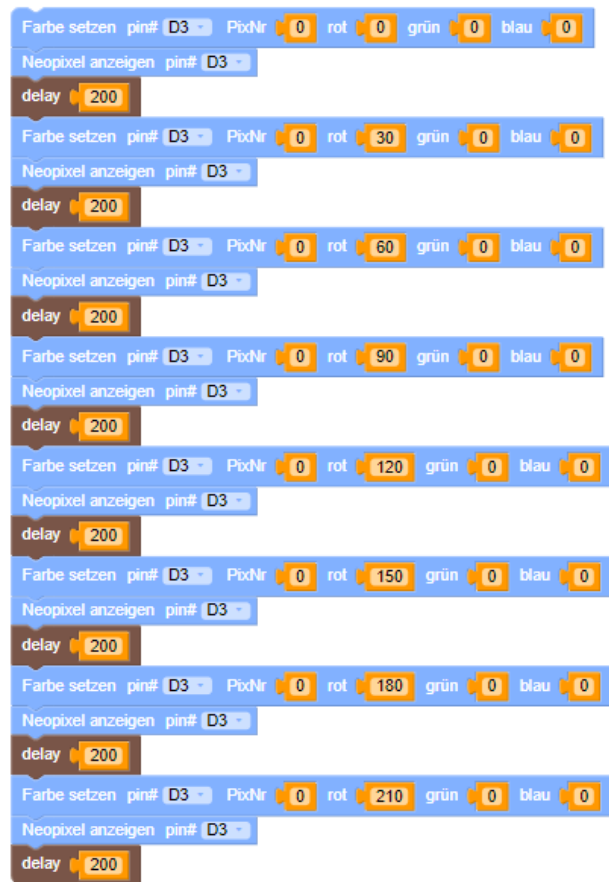 Farbe setzen pin# D3 PixNr 0 rot 0 grün 0 blau 0
Neopixel anzeigen pin# D3
delay 200
Farbe setzen pin# D3 PixNr 0 rot 30 grün 0 blau 0
Neopixel anzeigen pin# D3
delay 200
Farbe setzen pin# D3 PixNr 0 rot 60 grün 0 blau 0
Neopixel anzeigen pin# D3
delay 200
Farbe setzen pin# D3 PixNr 0 rot 90 grün 0 blau 0
Neopixel anzeigen pin# D3
delay 200
Farbe setzen pin# D3 PixNr 0 rot 120 grün 0 blau 0
Neopixel anzeigen pin# D3
delay 200
Farbe setzen pin# D3 PixNr 0 rot 150 grün 0 blau 0
Neopixel anzeigen pin# D3
delay 200
Farbe setzen pin# D3 PixNr 0 rot 180 grün 0 blau 0
Neopixel anzeigen pin# D3
delay 200
Farbe setzen pin# D3 PixNr 0 rot 210 grün 0 blau 0
Neopixel anzeigen pin# D3
delay 200